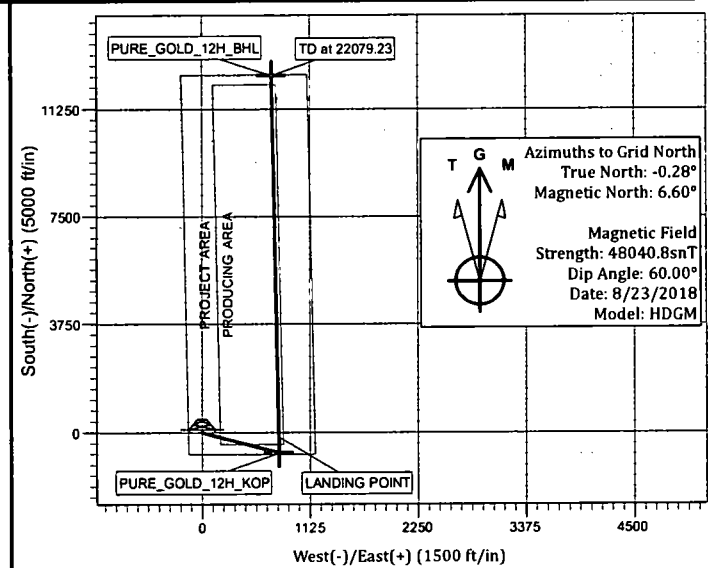 PURE_GOLD_12H_BHL
TD at 22079.23
11250
7500
3750
0
South(-)/North(+) (5000 ft/in)
PROJECT AREA
PRODUCING AREA
T G M
Azimuths to Grid North
True North: -0.28°
Magnetic North: 6.60°
Magnetic Field
Strength: 48040.8snT
Dip Angle: 60.00°
Date: 8/23/2018
Model: HDGM
PURE_GOLD_12H_KOP
LANDING POINT
0
1125
2250
3375
4500
West(-)/East(+) (1500 ft/in)